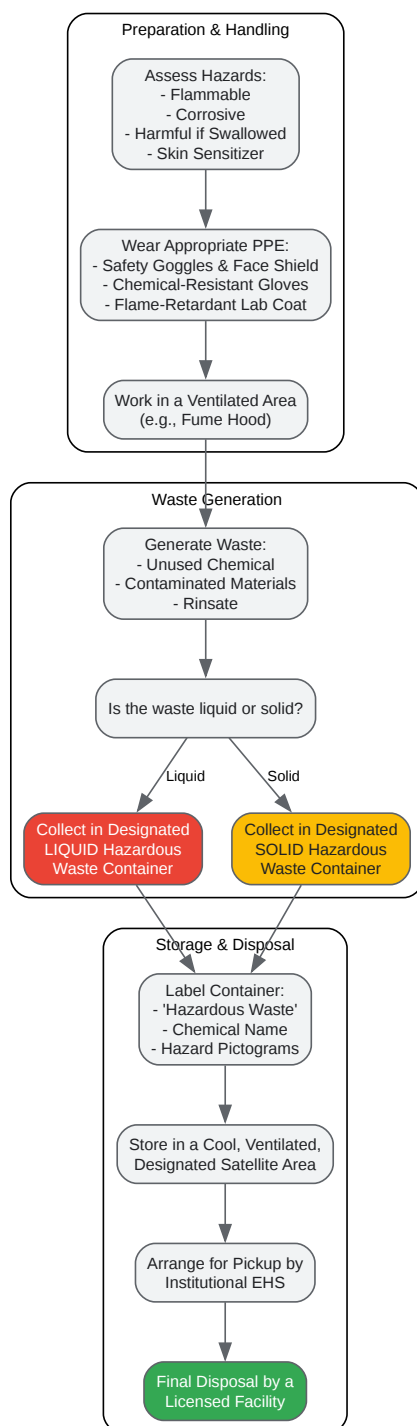 Preparation & Handling
Assess Hazards:
- Flammable
- Corrosive
- Harmful if Swallowed
- Skin Sensitizer
Wear Appropriate PPE:
- Safety Goggles & Face Shield
- Chemical-Resistant Gloves
- Flame-Retardant Lab Coat
Work in a Ventilated Area
(e.g., Fume Hood)
Waste Generation
Generate Waste:
- Unused Chemical
- Contaminated Materials
- Rinsate
Is the waste liquid or solid?
Liquid
Solid
Collect in Designated
LIQUID Hazardous
Waste Container
Collect in Designated
SOLID Hazardous
Waste Container
Storage & Disposal
Label Container:
- 'Hazardous Waste'
- Chemical Name
- Hazard Pictograms
Store in a Cool, Ventilated,
Designated Satellite Area
Arrange for Pickup by
Institutional EHS
Final Disposal by a
Licensed Facility